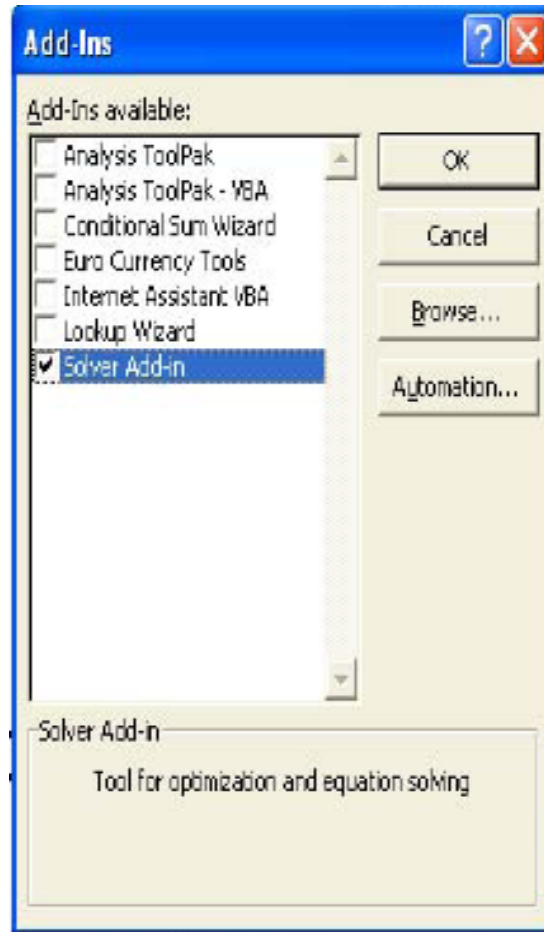 Add-Ins
Add-Ins available:
Analysis ToolPak
Analysis ToolPak - VBA
Conditional Sum Wizard
Euro Currency Tools
Internet Assistant VBA
Lookup Wizard
Solver Add-in
OK
Cancel
Browse...
Automation...
Solver Add-in
Tool for optimization and equation solving